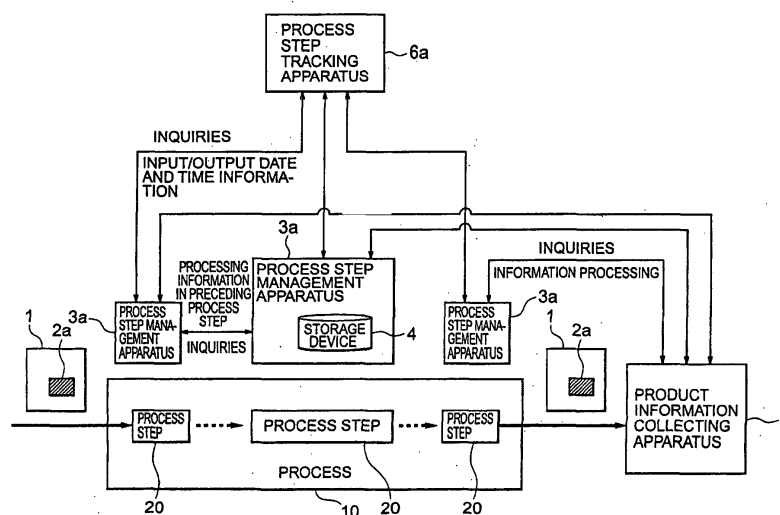 PROCESS
STEP
TRACKING
APPARATUS
6a
INQUIRIES
INPUT/OUTPUT DATE
AND TIME INFORMA-
TION
3a
PROCESSING
INFORMATION
IN PRECEDING
PROCESS
STEP
INQUIRIES
PROCESS STEP
MANAGEMENT
APPARATUS
STORAGE
DEVICE
4
INQUIRIES
INFORMATION PROCESSING
3a
PROCESS
STEP MANA-
GEMENT
APPARATUS
3a
PROCESS
STEP MANA-
GEMENT
APPARATUS
1
2a
1
2a
PROCESS
STEP
PROCESS STEP
PROCESS
STEP
PROCESS
PRODUCT
INFORMATION
COLLECTING
APPARATUS
20
10
20
20